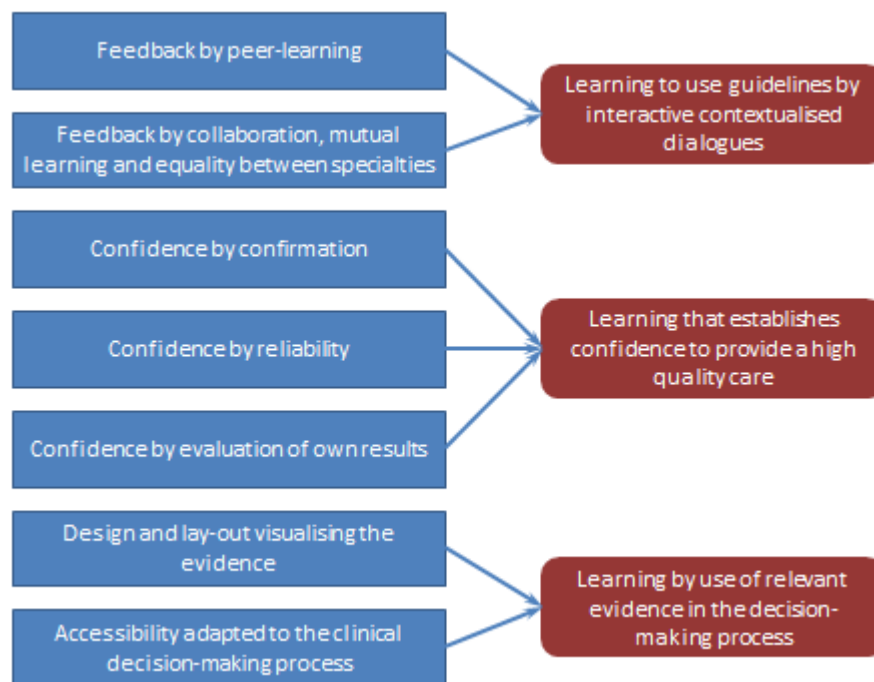 Feedback by peer-learning
Feedback by collaboration, mutual
learning and equality between specialties
Learning to use guidelines by
interactive contextualised
dialogues
Confidence by confirmation
Confidence by reliability
Confidence by evaluation of own results
Learning that establishes
confidence to provide a high
quality care
Design and lay-out visualising the
evidence
Accessibility adapted to the clinical
decision-making process
Learning by use of relevant
evidence in the decision-
making process